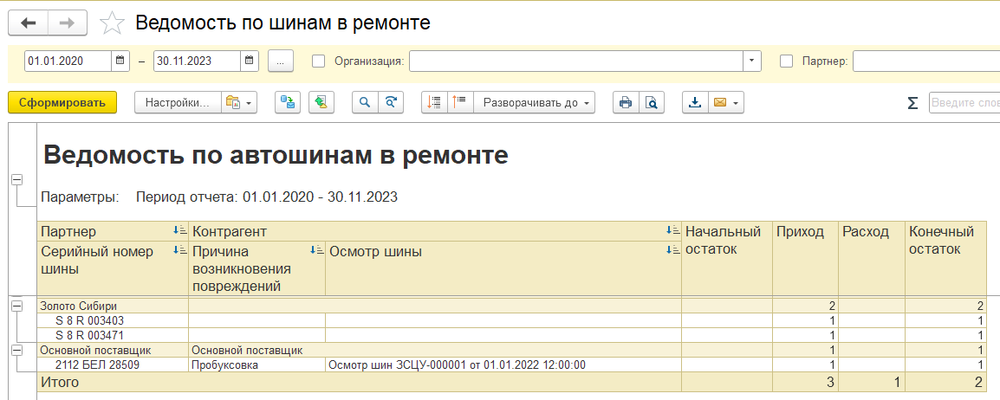 Ведомость по шинам в ремонте
01.01.2020 – 30.11.2023 ... Организация: Партнер:
Сформировать Настройки... Разворачивать до Σ Введите слов
Ведомость по автошинам в ремонте
Параметры: Период отчета: 01.01.2020 - 30.11.2023
Партнер Контрагент Начальный остаток Приход Расход Конечный остаток
Серийный номер шины Причина возникновения повреждений Осмотр шины
Золото Сибири 2 2
S 8 R 003403 1 1
S 8 R 003471 1 1
Основной поставщик Основной поставщик 1 1
2112 БЕЛ 28509 Пробуксовка Осмотр шин ЗСЦУ-000001 от 01.01.2022 12:00:00 1 1
Итого 3 1 2